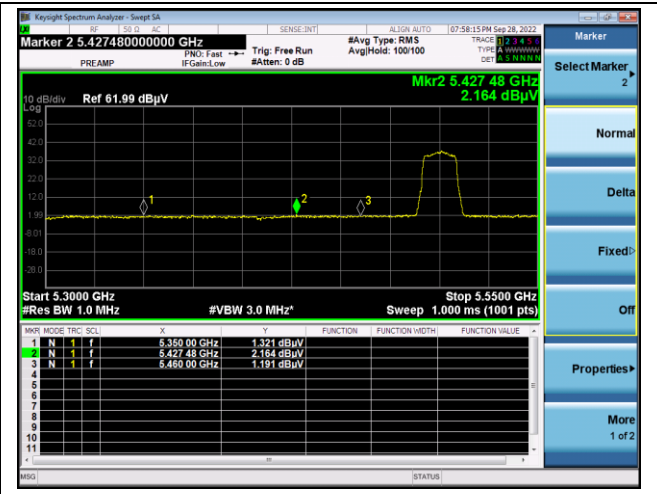 Keysight Spectrum Analyzer - Swept SA
RF 50 Ω AC SENSE:INT ALIGN AUTO 07:58:15 PM Sep 28, 2022
Marker 2 5.427480000000 GHz
PREAMP
PNO: Fast
IFGain:Low
Trig: Free Run
#Atten: 0 dB
#Avg Type: RMS
Avg|Hold: 100/100
TRACE 1 2 3 4 5
TYPE A WWWWW
DET A S N N N N
Mkr2 5.427 48 GHz
2.164 dBµV
10 dB/div Ref 61.99 dBµV
Log
52.0
42.0
32.0
22.0
12.0
1.99
-8.01
-18.0
-28.0
1
2
3
Start 5.3000 GHz Stop 5.5500 GHz
#Res BW 1.0 MHz #VBW 3.0 MHz* Sweep 1.000 ms (1001 pts)
MKR MODE TRC SCL X Y FUNCTION FUNCTION WIDTH FUNCTION VALUE
1 N 1 f 5.350 00 GHz 1.321 dBµV
2 N 1 f 5.427 48 GHz 2.164 dBµV
3 N 1 f 5.460 00 GHz 1.191 dBµV
4
5
6
7
8
9
10
11
MSG STATUS
Marker
Select Marker
2
Normal
Delta
Fixed
Off
Properties
More
1 of 2